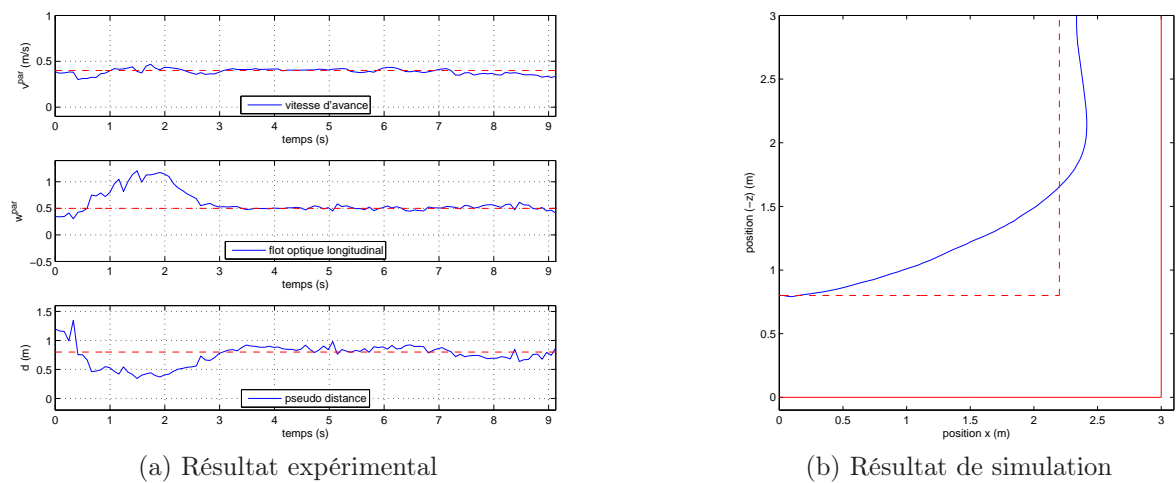 1
0.5
0
v^par (m/s)
0 1 2 3 4 5 6 7 8 9
vitesse d'avance
temps (s)
1
0.5
0
−0.5
w^par
0 1 2 3 4 5 6 7 8 9
flot optique longitudinal
temps (s)
1.5
1
0.5
0
d (m)
0 1 2 3 4 5 6 7 8 9
pseudo distance
temps (s)
(a) Résultat expérimental
3
2.5
2
1.5
1
0.5
0
position (−z) (m)
0 0.5 1 1.5 2 2.5 3
position x (m)
(b) Résultat de simulation